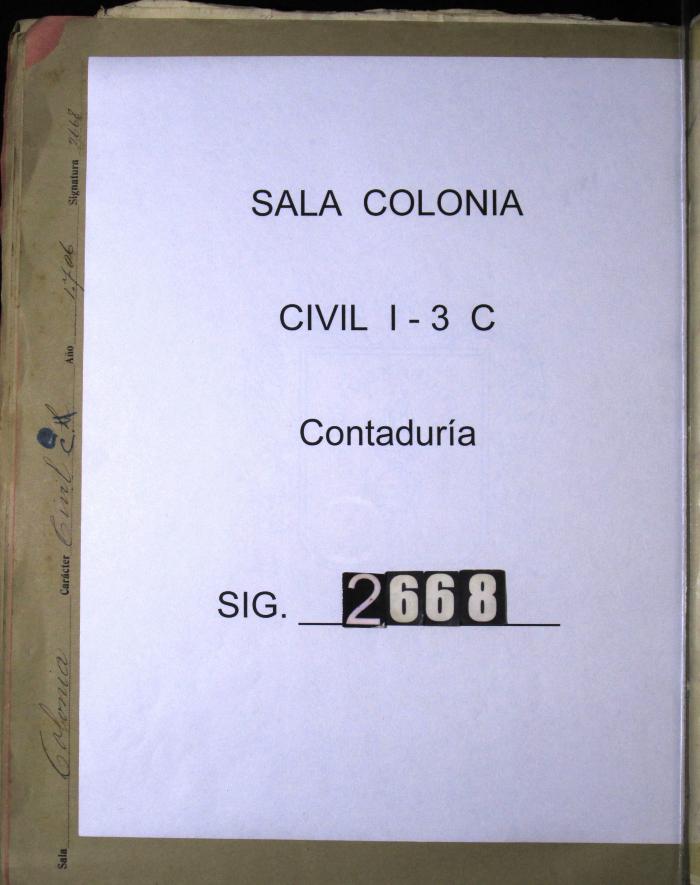 SALA COLONIA
CIVIL I - 3 C
Contaduría
SIG. 2668
Sala Colonia Carácter Civil Año 1706 Signatura 2668